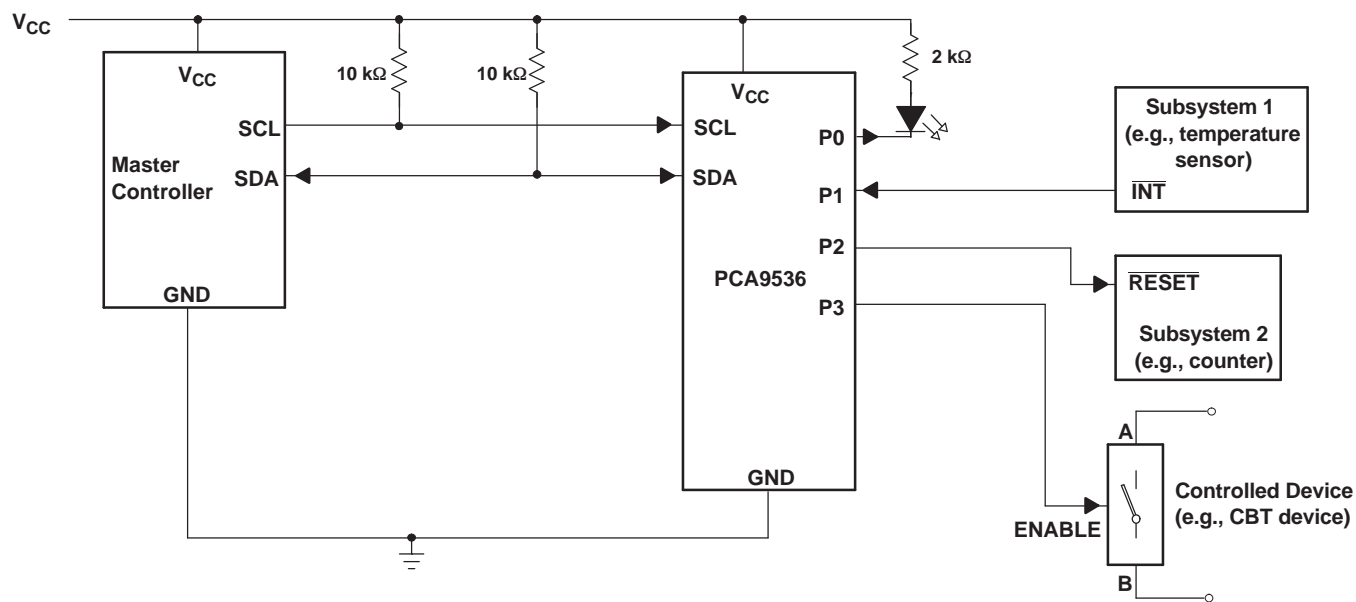 VCC
VCC
10 kΩ
10 kΩ
2 kΩ
SCL
SDA
Master
Controller
GND
VCC
SCL
SDA
PCA9536
P0
P1
P2
P3
GND
Subsystem 1
(e.g., temperature
sensor)
INT
RESET
Subsystem 2
(e.g., counter)
A
ENABLE
B
Controlled Device
(e.g., CBT device)